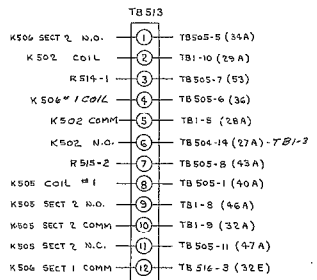 TB513
K506 SECT 2 N.O. 1 TB505-5 (34A)
K502 COIL 2 TB1-10 (29A)
R514-1 3 TB505-7 (53)
K506 #1 COIL 4 TB505-6 (36)
K502 COMM 5 TB1-5 (28A)
K502 N.O. 6 TB504-14 (27A)-TB1-3
R515-2 7 TB505-8 (43A)
K505 COIL #1 8 TB505-1 (40A)
K505 SECT 2 N.O. 9 TB1-8 (46A)
K505 SECT 2 COMM 10 TB1-9 (32A)
K505 SECT 2 N.C. 11 TB505-11 (47A)
K506 SECT 1 COMM 12 TB516-3 (32E)